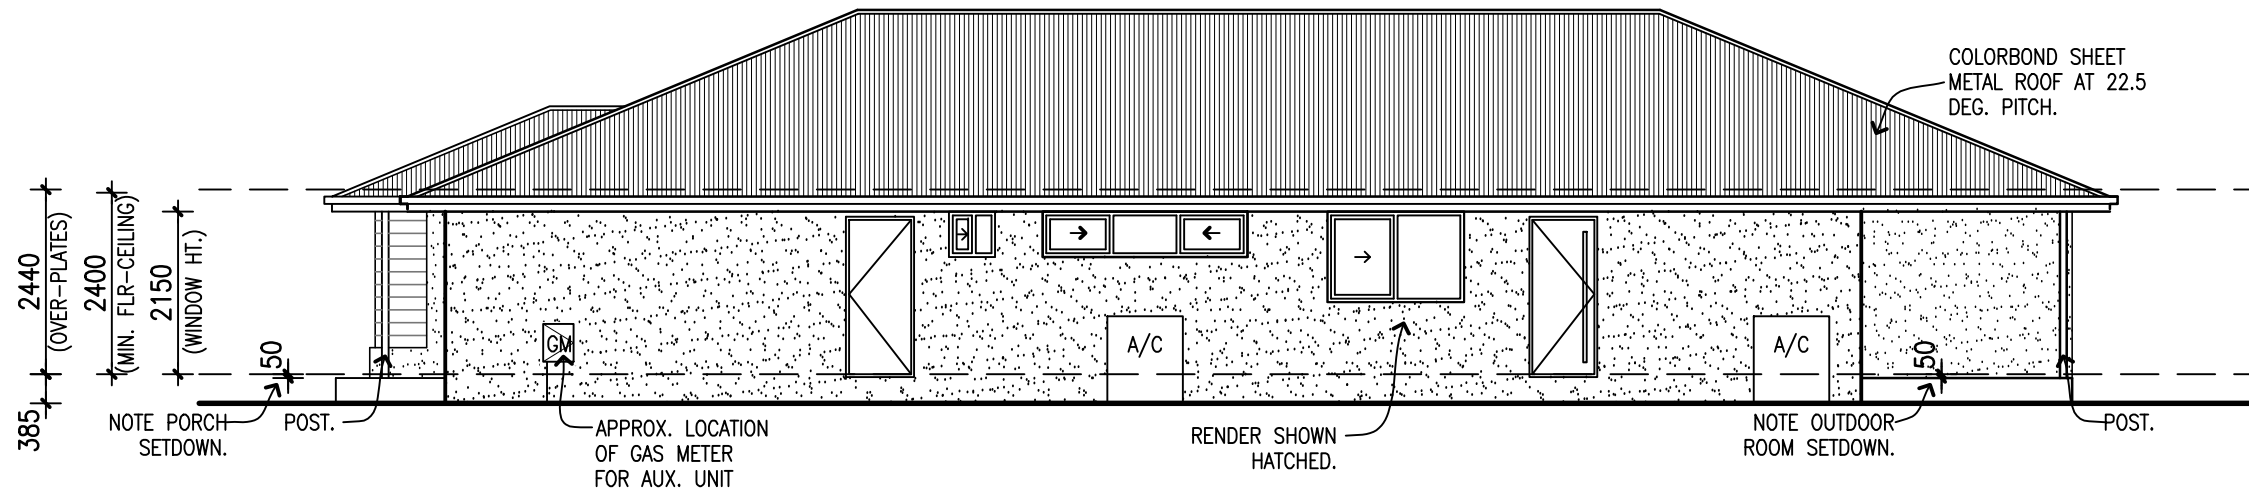 COLORBOND SHEET
METAL ROOF AT 22.5
DEG. PITCH.
2440
(OVER-PLATES)
2400
(MIN. FLR-CEILING)
2150
(WINDOW HT.)
50
385
GM
A/C
A/C
50
NOTE PORCH
SETDOWN.
POST.
APPROX. LOCATION
OF GAS METER
FOR AUX. UNIT
RENDER SHOWN
HATCHED.
NOTE OUTDOOR
ROOM SETDOWN.
POST.